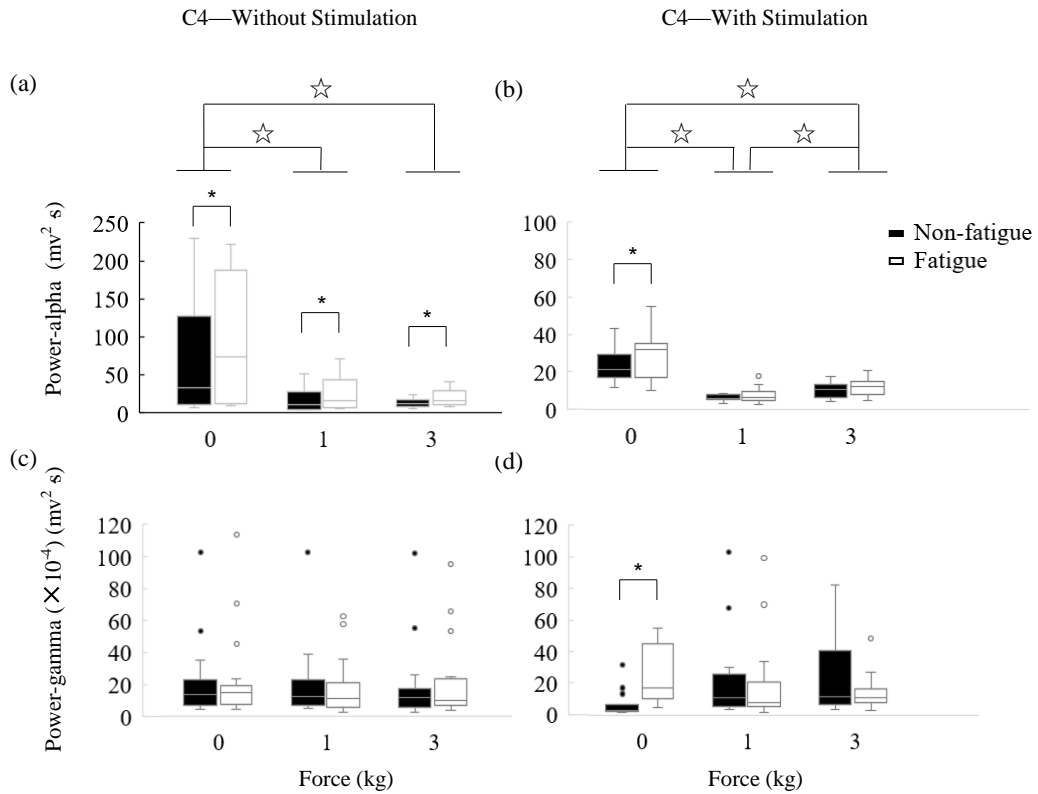 C4—Without Stimulation
C4—With Stimulation
(a)
☆
☆
*
*
*
Power-alpha (mv² s)
250
200
150
100
50
0
0 1 3
(b)
☆
☆ ☆
*
100
80
60
40
20
0
0 1 3
Non-fatigue
Fatigue
(c)
Power-gamma (×10⁻⁴) (mv² s)
120
100
80
60
40
20
0
0 1 3
Force (kg)
(d)
*
120
100
80
60
40
20
0
0 1 3
Force (kg)